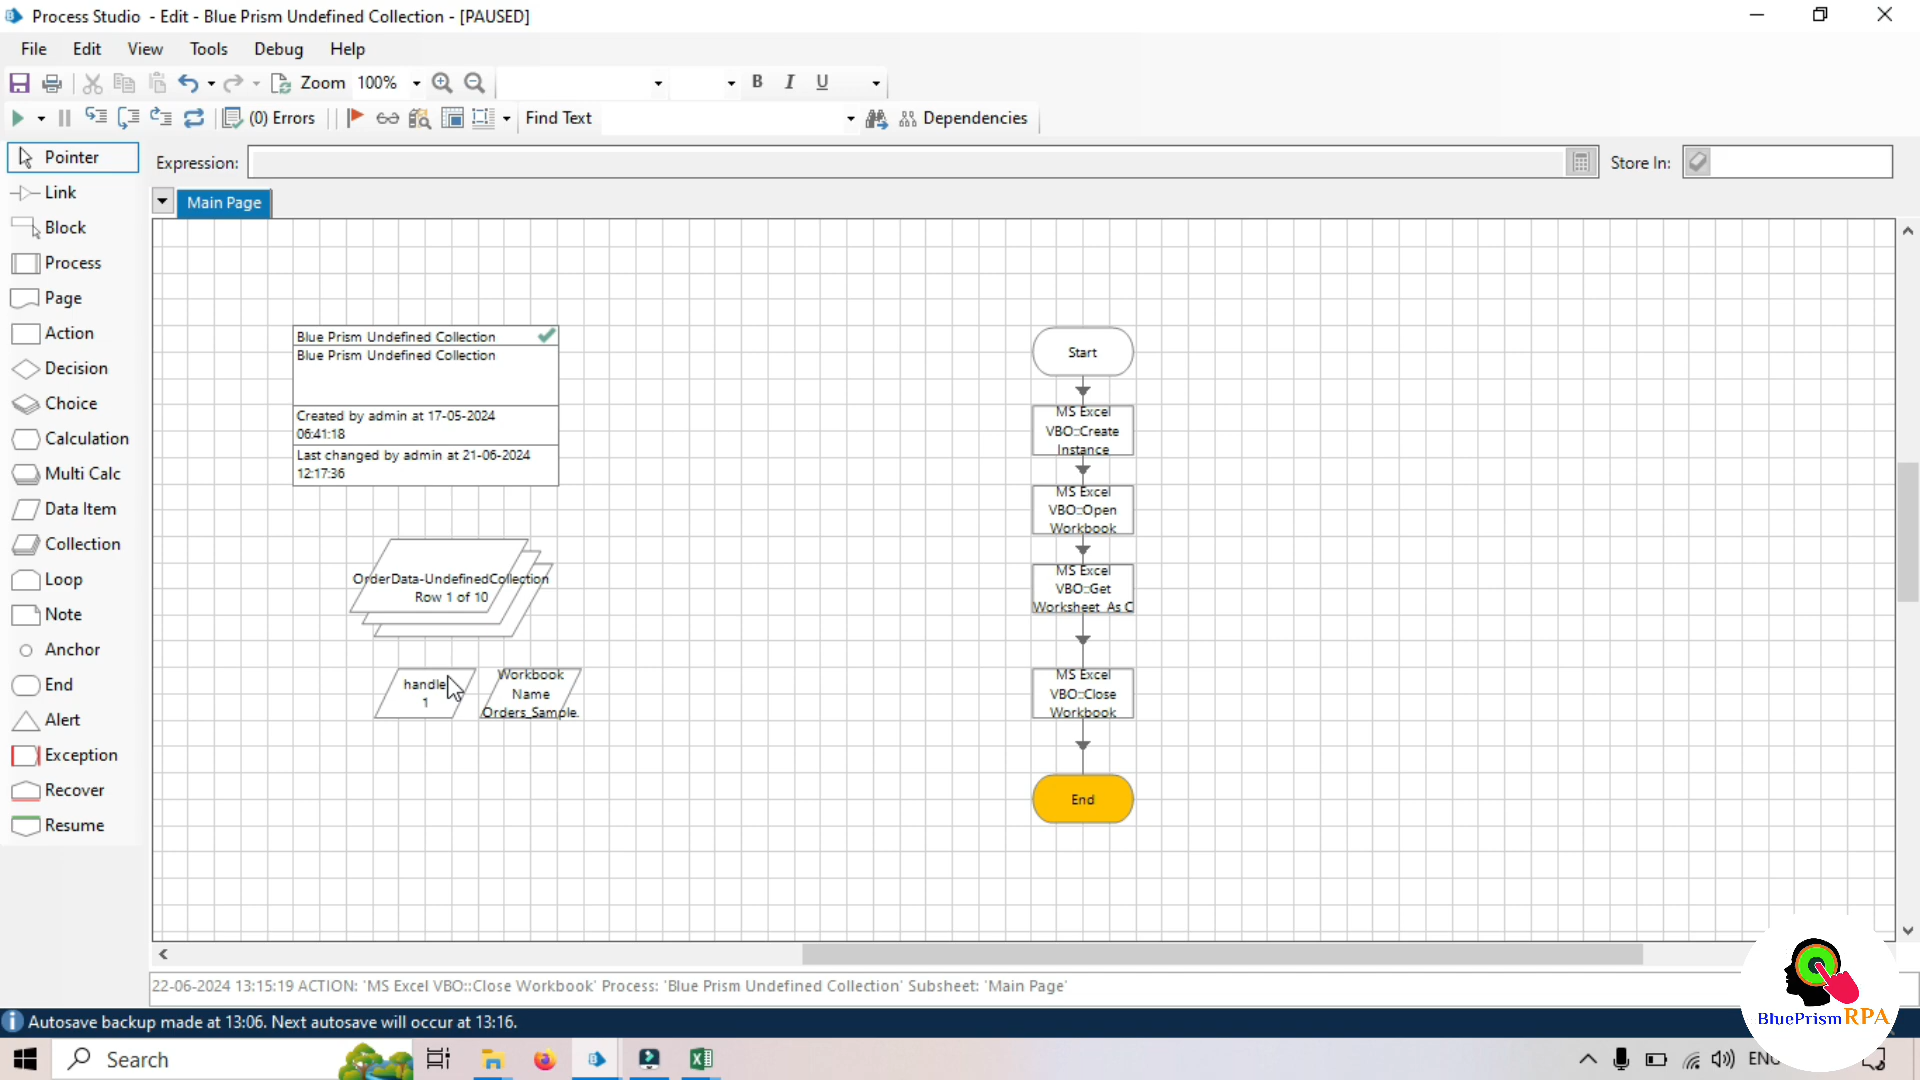 Process Studio - Edit - Blue Prism Undefined Collection - [PAUSED]
File Edit View Tools Debug Help
Zoom 100% B I U
(0) Errors Find Text Dependencies
Pointer
Link
Block
Process
Page
Action
Decision
Choice
Calculation
Multi Calc
Data Item
Collection
Loop
Note
Anchor
End
Alert
Exception
Recover
Resume
Expression: Store In:
Main Page
Blue Prism Undefined Collection
Blue Prism Undefined Collection
Created by admin at 17-05-2024
06:41:18
Last changed by admin at 21-06-2024
12:17:36
OrderData-UndefinedCollection
Row 1 of 10
handle
1
Workbook
Name
Orders_Sample.
Start
MS Excel
VBO::Create
Instance
MS Excel
VBO::Open
Workbook
MS Excel
VBO::Get
Worksheet As C
MS Excel
VBO::Close
Workbook
End
22-06-2024 13:15:19 ACTION: 'MS Excel VBO::Close Workbook' Process: 'Blue Prism Undefined Collection' Subsheet: 'Main Page'
Autosave backup made at 13:06. Next autosave will occur at 13:16.
BluePrism RPA
Search
ENG